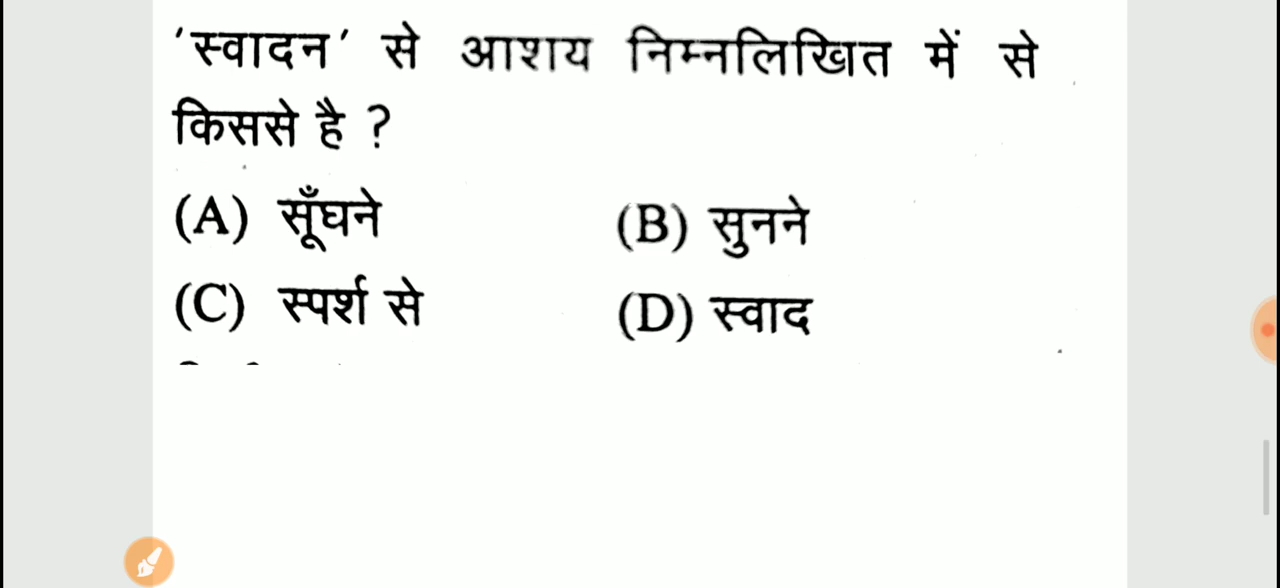 'स्वादन' से आशय निम्नलिखित में से
किससे है ?
(A) सूँघने (B) सुनने
(C) स्पर्श से (D) स्वाद